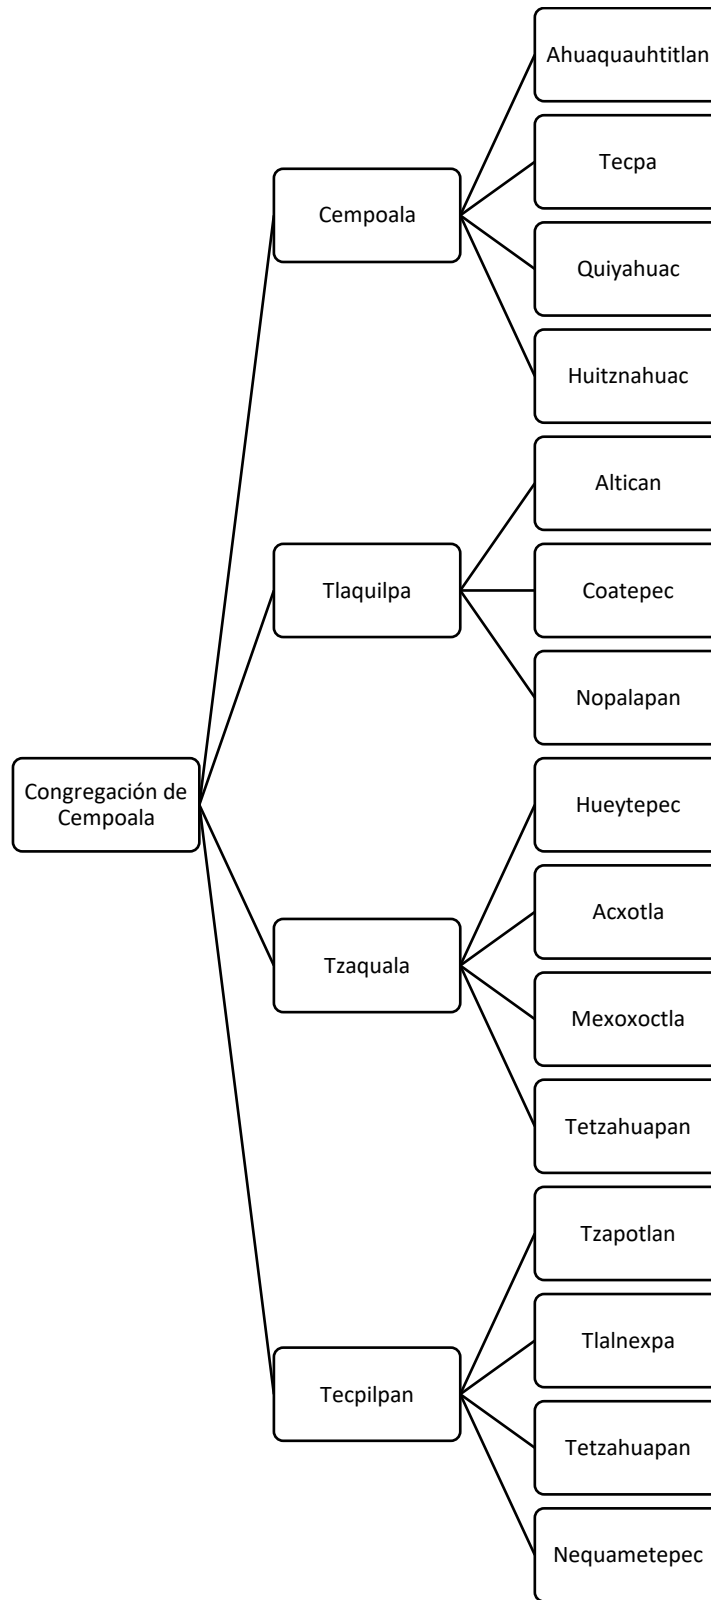 Congregación de
Cempoala
Cempoala
Ahuaquauhtitlan
Tecpa
Quiyahuac
Huitznahuac
Tlaquilpa
Altican
Coatepec
Nopalapan
Tzaquala
Hueytepec
Acxotla
Mexoxoctla
Tetzahuapan
Tecpilpan
Tzapotlan
Tlalnexpa
Tetzahuapan
Nequametepec